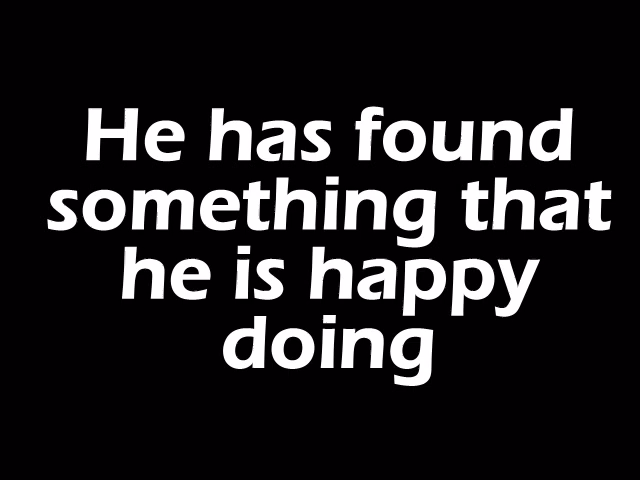 He has found
something that
he is happy
doing